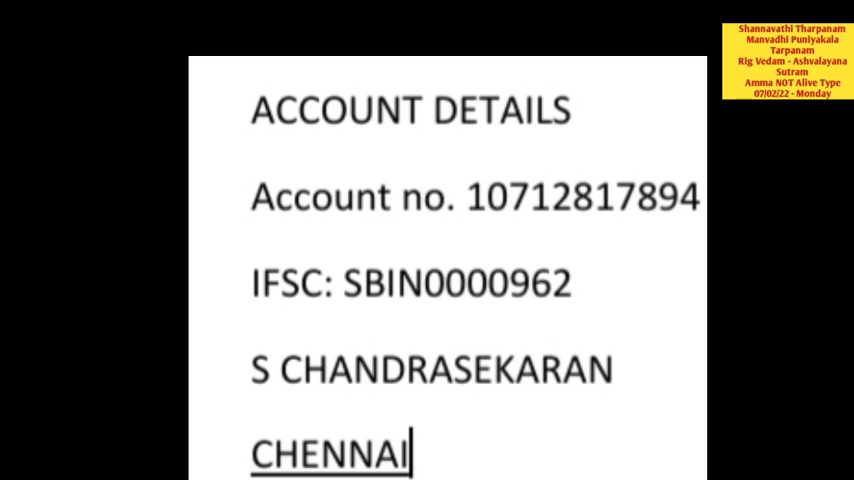 Shannavathi Tharpanam
Manvadhi Puniyakala
Tarpanam
Rig Vedam - Ashvalayana
Sutram
Amma NOT Alive Type
07/02/22 - Monday
ACCOUNT DETAILS
Account no. 10712817894
IFSC: SBIN0000962
S CHANDRASEKARAN
CHENNAI